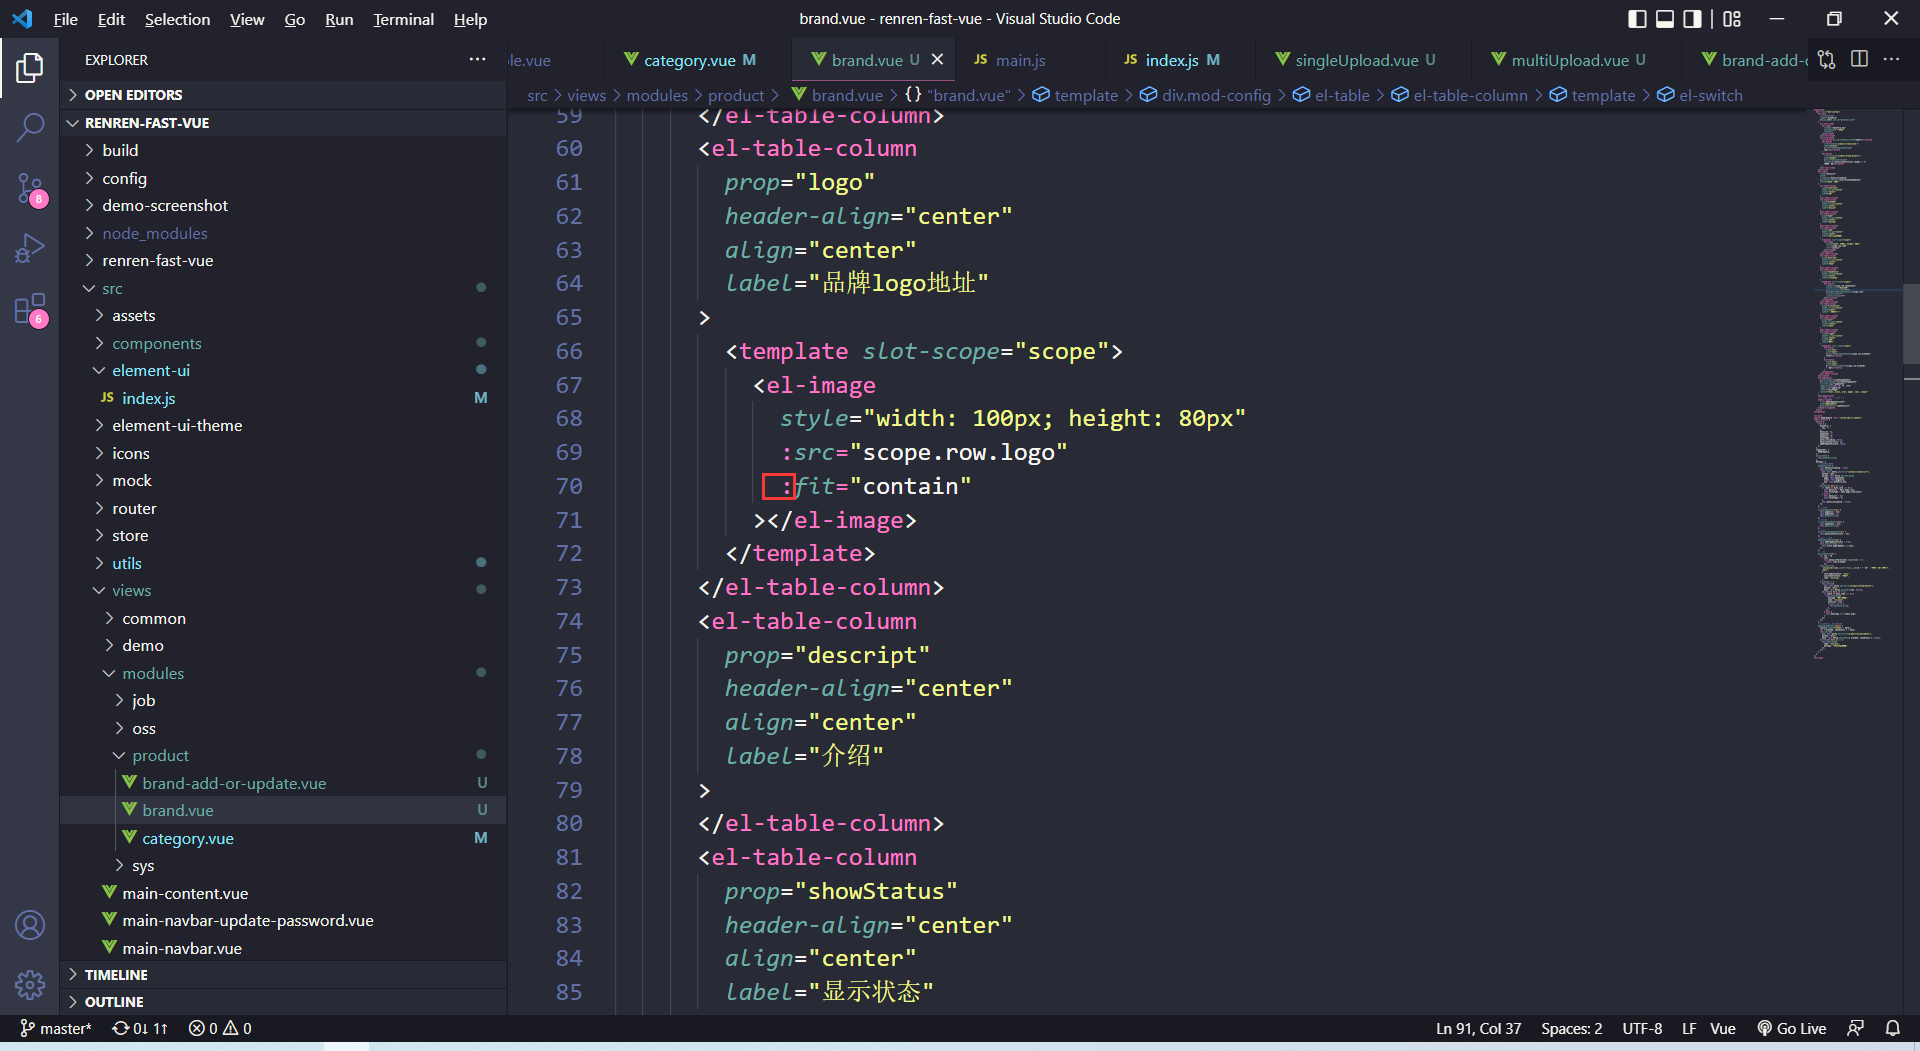 File Edit Selection View Go Run Terminal Help
brand.vue - renren-fast-vue - Visual Studio Code
EXPLORER
OPEN EDITORS
RENREN-FAST-VUE
build
config
demo-screenshot
node_modules
renren-fast-vue
src
assets
components
element-ui
JS index.js M
element-ui-theme
icons
mock
router
store
utils
views
common
demo
modules
job
oss
product
brand-add-or-update.vue U
brand.vue U
category.vue M
sys
main-content.vue
main-navbar-update-password.vue
main-navbar.vue
TIMELINE
OUTLINE
8
6
le.vue category.vue M brand.vue U JS main.js JS index.js M singleUpload.vue U multiUpload.vue U brand-add-
src > views > modules > product > brand.vue > {} "brand.vue" > template > div.mod-config > el-table > el-table-column > template > el-switch
59 </el-table-column>
60 <el-table-column
61 prop="logo"
62 header-align="center"
63 align="center"
64 label="品牌logo地址"
65 >
66 <template slot-scope="scope">
67 <el-image
68 style="width: 100px; height: 80px"
69 :src="scope.row.logo"
70 :fit="contain"
71 ></el-image>
72 </template>
73 </el-table-column>
74 <el-table-column
75 prop="descript"
76 header-align="center"
77 align="center"
78 label="介绍"
79 >
80 </el-table-column>
81 <el-table-column
82 prop="showStatus"
83 header-align="center"
84 align="center"
85 label="显示状态"
master* 0↓ 1↑ 0 0
Ln 91, Col 37 Spaces: 2 UTF-8 LF Vue Go Live